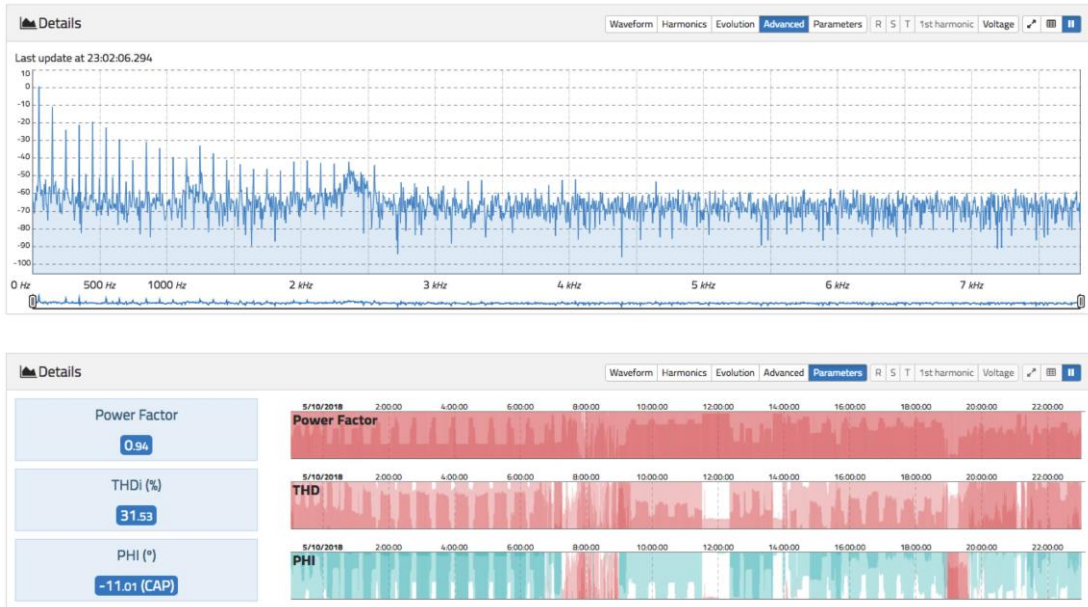 Details
Waveform Harmonics Evolution Advanced Parameters R S T 1st harmonic Voltage
Last update at 23:02:06.294
10
0
-10
-20
-30
-40
-50
-60
-70
-80
-90
-100
0 Hz 500 Hz 1000 Hz 2 kHz 3 kHz 4 kHz 5 kHz 6 kHz 7 kHz
Details
Waveform Harmonics Evolution Advanced Parameters R S T 1st harmonic Voltage
Power Factor
0.94
5/10/2018 2:00:00 4:00:00 6:00:00 8:00:00 10:00:00 12:00:00 14:00:00 16:00:00 18:00:00 20:00:00 22:00:00
Power Factor
THDi (%)
31.53
5/10/2018 2:00:00 4:00:00 6:00:00 8:00:00 10:00:00 12:00:00 14:00:00 16:00:00 18:00:00 20:00:00 22:00:00
THD
PHI (°)
-11.01 (CAP)
5/10/2018 2:00:00 4:00:00 6:00:00 8:00:00 10:00:00 12:00:00 14:00:00 16:00:00 18:00:00 20:00:00 22:00:00
PHI